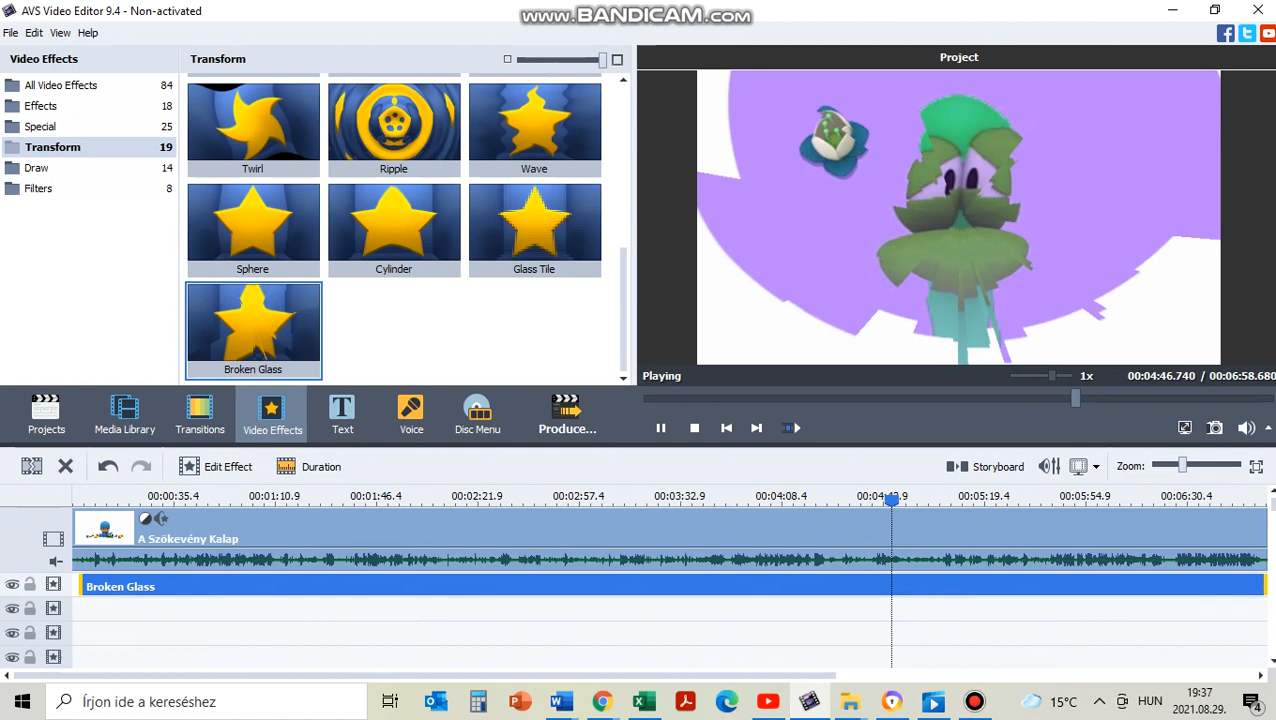 AVS Video Editor 9.4 - Non-activated
www.BANDICAM.com
File Edit View Help
Video Effects
Transform
Project
All Video Effects 84
Effects 18
Special 25
Transform 19
Draw 14
Filters 8
Twirl
Ripple
Wave
Sphere
Cylinder
Glass Tile
Broken Glass
Playing
1x
00:04:46.740 / 00:06:58.680
Projects
Media Library
Transitions
Video Effects
Text
Voice
Disc Menu
Produce...
Edit Effect
Duration
Storyboard
Zoom:
00:00:35.4 00:01:10.9 00:01:46.4 00:02:21.9 00:02:57.4 00:03:32.9 00:04:08.4 00:05:19.4 00:05:54.9 00:06:30.4
A Szökevény Kalap
Broken Glass
Írjon ide a kereséshez
15°C
HUN
19:37
2021.08.29.
4